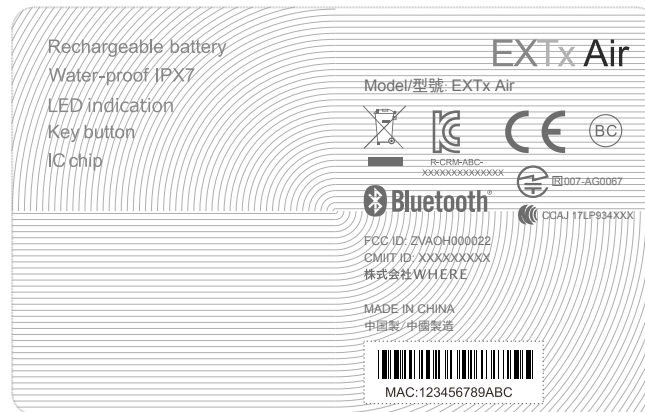 Rechargeable battery
Water-proof IPX7
LED indication
Key button
IC chip
EXTx Air
Model/型號: EXTx Air
R-CRM-ABC-
XXXXXXXXXXXXXX
CE
BC
R 007-AG0067
Bluetooth®
CCAJ 17LP934XXX
FCC ID: ZVAOH000022
CMIIT ID: XXXXXXXXX
株式会社WHERE
MADE IN CHINA
中国製/中國製造
MAC:123456789ABC